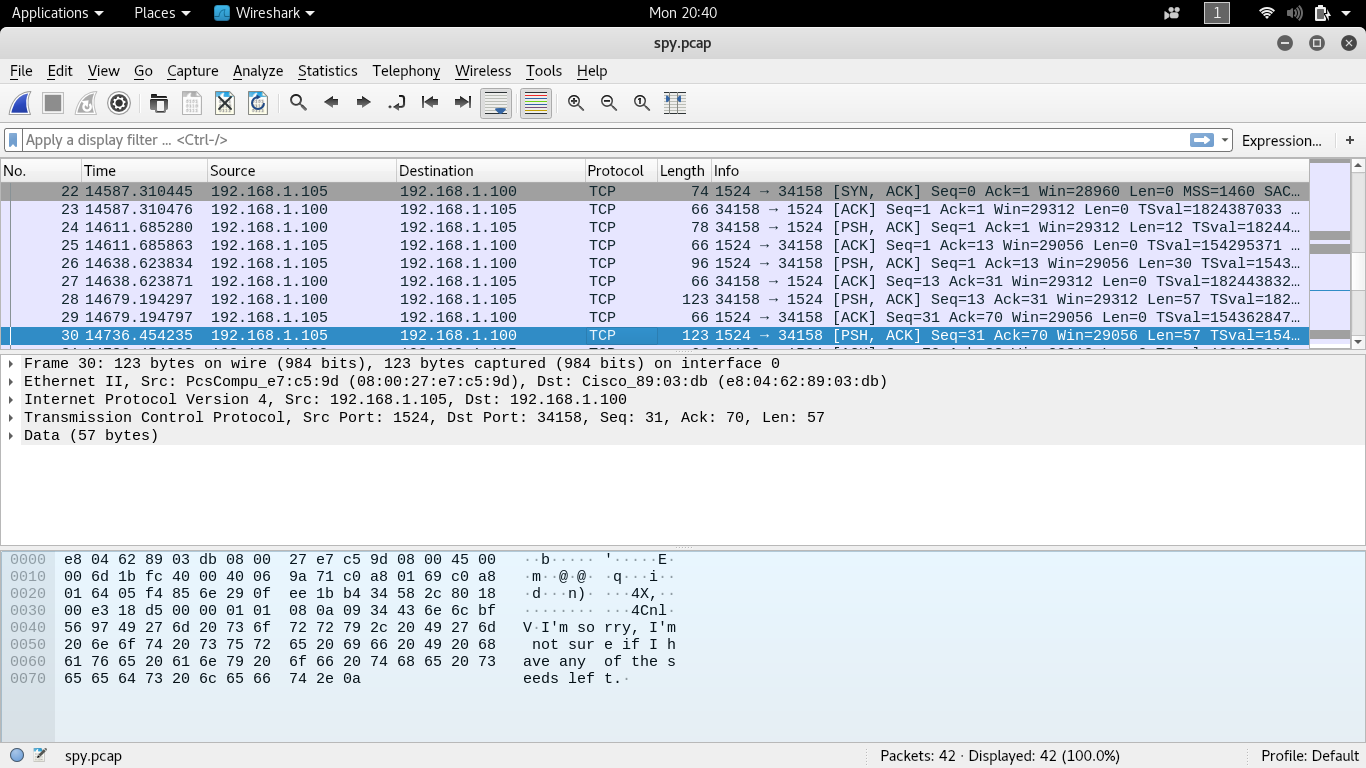 Applications Places Wireshark Mon 20:40 1
spy.pcap
File Edit View Go Capture Analyze Statistics Telephony Wireless Tools Help
Apply a display filter ... <Ctrl-/> Expression... +
No. Time Source Destination Protocol Length Info
22 14587.310445 192.168.1.105 192.168.1.100 TCP 74 1524 → 34158 [SYN, ACK] Seq=0 Ack=1 Win=28960 Len=0 MSS=1460 SAC…
23 14587.310476 192.168.1.100 192.168.1.105 TCP 66 34158 → 1524 [ACK] Seq=1 Ack=1 Win=29312 Len=0 TSval=1824387033 …
24 14611.685280 192.168.1.100 192.168.1.105 TCP 78 34158 → 1524 [PSH, ACK] Seq=1 Ack=1 Win=29312 Len=12 TSval=18244…
25 14611.685863 192.168.1.105 192.168.1.100 TCP 66 1524 → 34158 [ACK] Seq=1 Ack=13 Win=29056 Len=0 TSval=154295371 …
26 14638.623834 192.168.1.105 192.168.1.100 TCP 96 1524 → 34158 [PSH, ACK] Seq=1 Ack=13 Win=29056 Len=30 TSval=1543…
27 14638.623871 192.168.1.100 192.168.1.105 TCP 66 34158 → 1524 [ACK] Seq=13 Ack=31 Win=29312 Len=0 TSval=182443832…
28 14679.194297 192.168.1.100 192.168.1.105 TCP 123 34158 → 1524 [PSH, ACK] Seq=13 Ack=31 Win=29312 Len=57 TSval=182…
29 14679.194797 192.168.1.105 192.168.1.100 TCP 66 1524 → 34158 [ACK] Seq=31 Ack=70 Win=29056 Len=0 TSval=154362847…
30 14736.454235 192.168.1.105 192.168.1.100 TCP 123 1524 → 34158 [PSH, ACK] Seq=31 Ack=70 Win=29056 Len=57 TSval=154…
Frame 30: 123 bytes on wire (984 bits), 123 bytes captured (984 bits) on interface 0
Ethernet II, Src: PcsCompu_e7:c5:9d (08:00:27:e7:c5:9d), Dst: Cisco_89:03:db (e8:04:62:89:03:db)
Internet Protocol Version 4, Src: 192.168.1.105, Dst: 192.168.1.100
Transmission Control Protocol, Src Port: 1524, Dst Port: 34158, Seq: 31, Ack: 70, Len: 57
Data (57 bytes)
0000 e8 04 62 89 03 db 08 00 27 e7 c5 9d 08 00 45 00 ··b····· '·····E·
0010 00 6d 1b fc 40 00 40 06 9a 71 c0 a8 01 69 c0 a8 ·m··@·@· ·q···i··
0020 01 64 05 f4 85 6e 29 0f ee 1b b4 34 58 2c 80 18 ·d···n)· ···4X,··
0030 00 e3 18 d5 00 00 01 01 08 0a 09 34 43 6e 6c bf ········ ···4Cnl·
0040 56 97 49 27 6d 20 73 6f 72 72 79 2c 20 49 27 6d V·I'm so rry, I'm
0050 20 6e 6f 74 20 73 75 72 65 20 69 66 20 49 20 68 not sur e if I h
0060 61 76 65 20 61 6e 79 20 6f 66 20 74 68 65 20 73 ave any of the s
0070 65 65 64 73 20 6c 65 66 74 2e 0a eeds lef t.·
spy.pcap Packets: 42 · Displayed: 42 (100.0%) Profile: Default